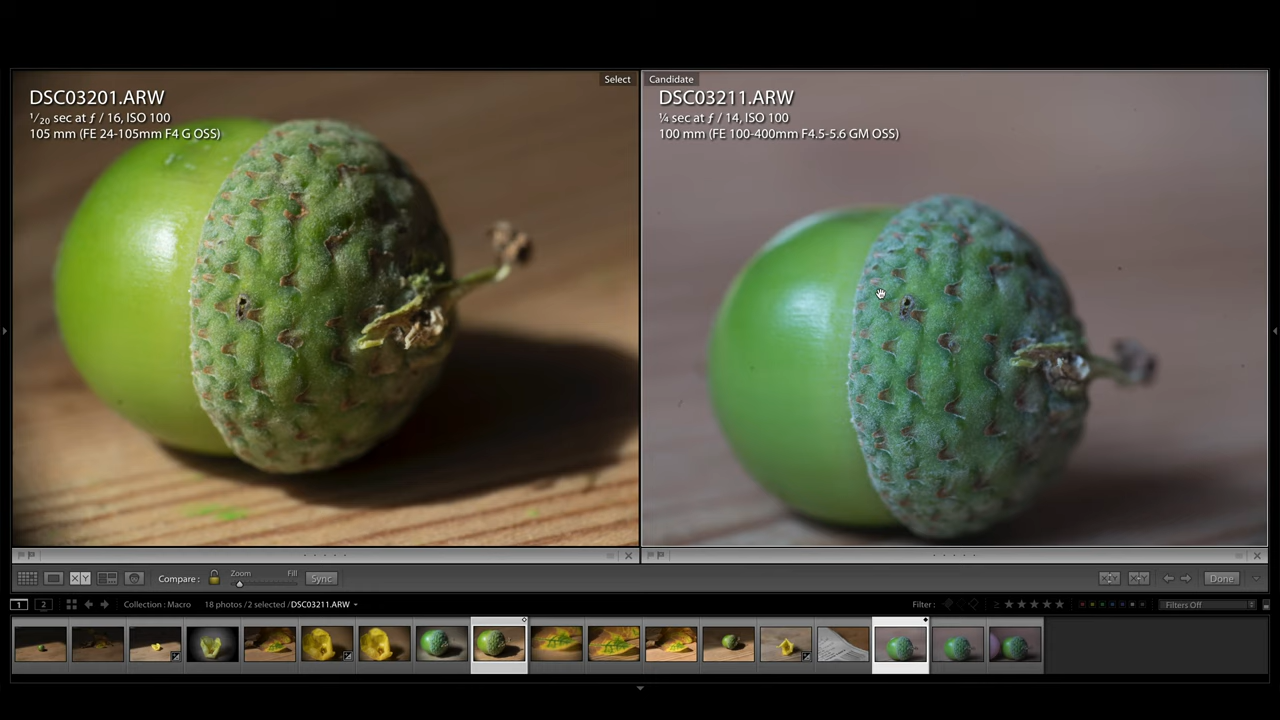 Select
DSC03201.ARW
1/20 sec at ƒ / 16, ISO 100
105 mm (FE 24-105mm F4 G OSS)
Candidate
DSC03211.ARW
¼ sec at ƒ / 14, ISO 100
100 mm (FE 100-400mm F4.5-5.6 GM OSS)
Compare :
Zoom
Fill
Sync
X Y
Done
1
2
Collection : Macro
18 photos / 2 selected / DSC03211.ARW
Filter :
Filters Off